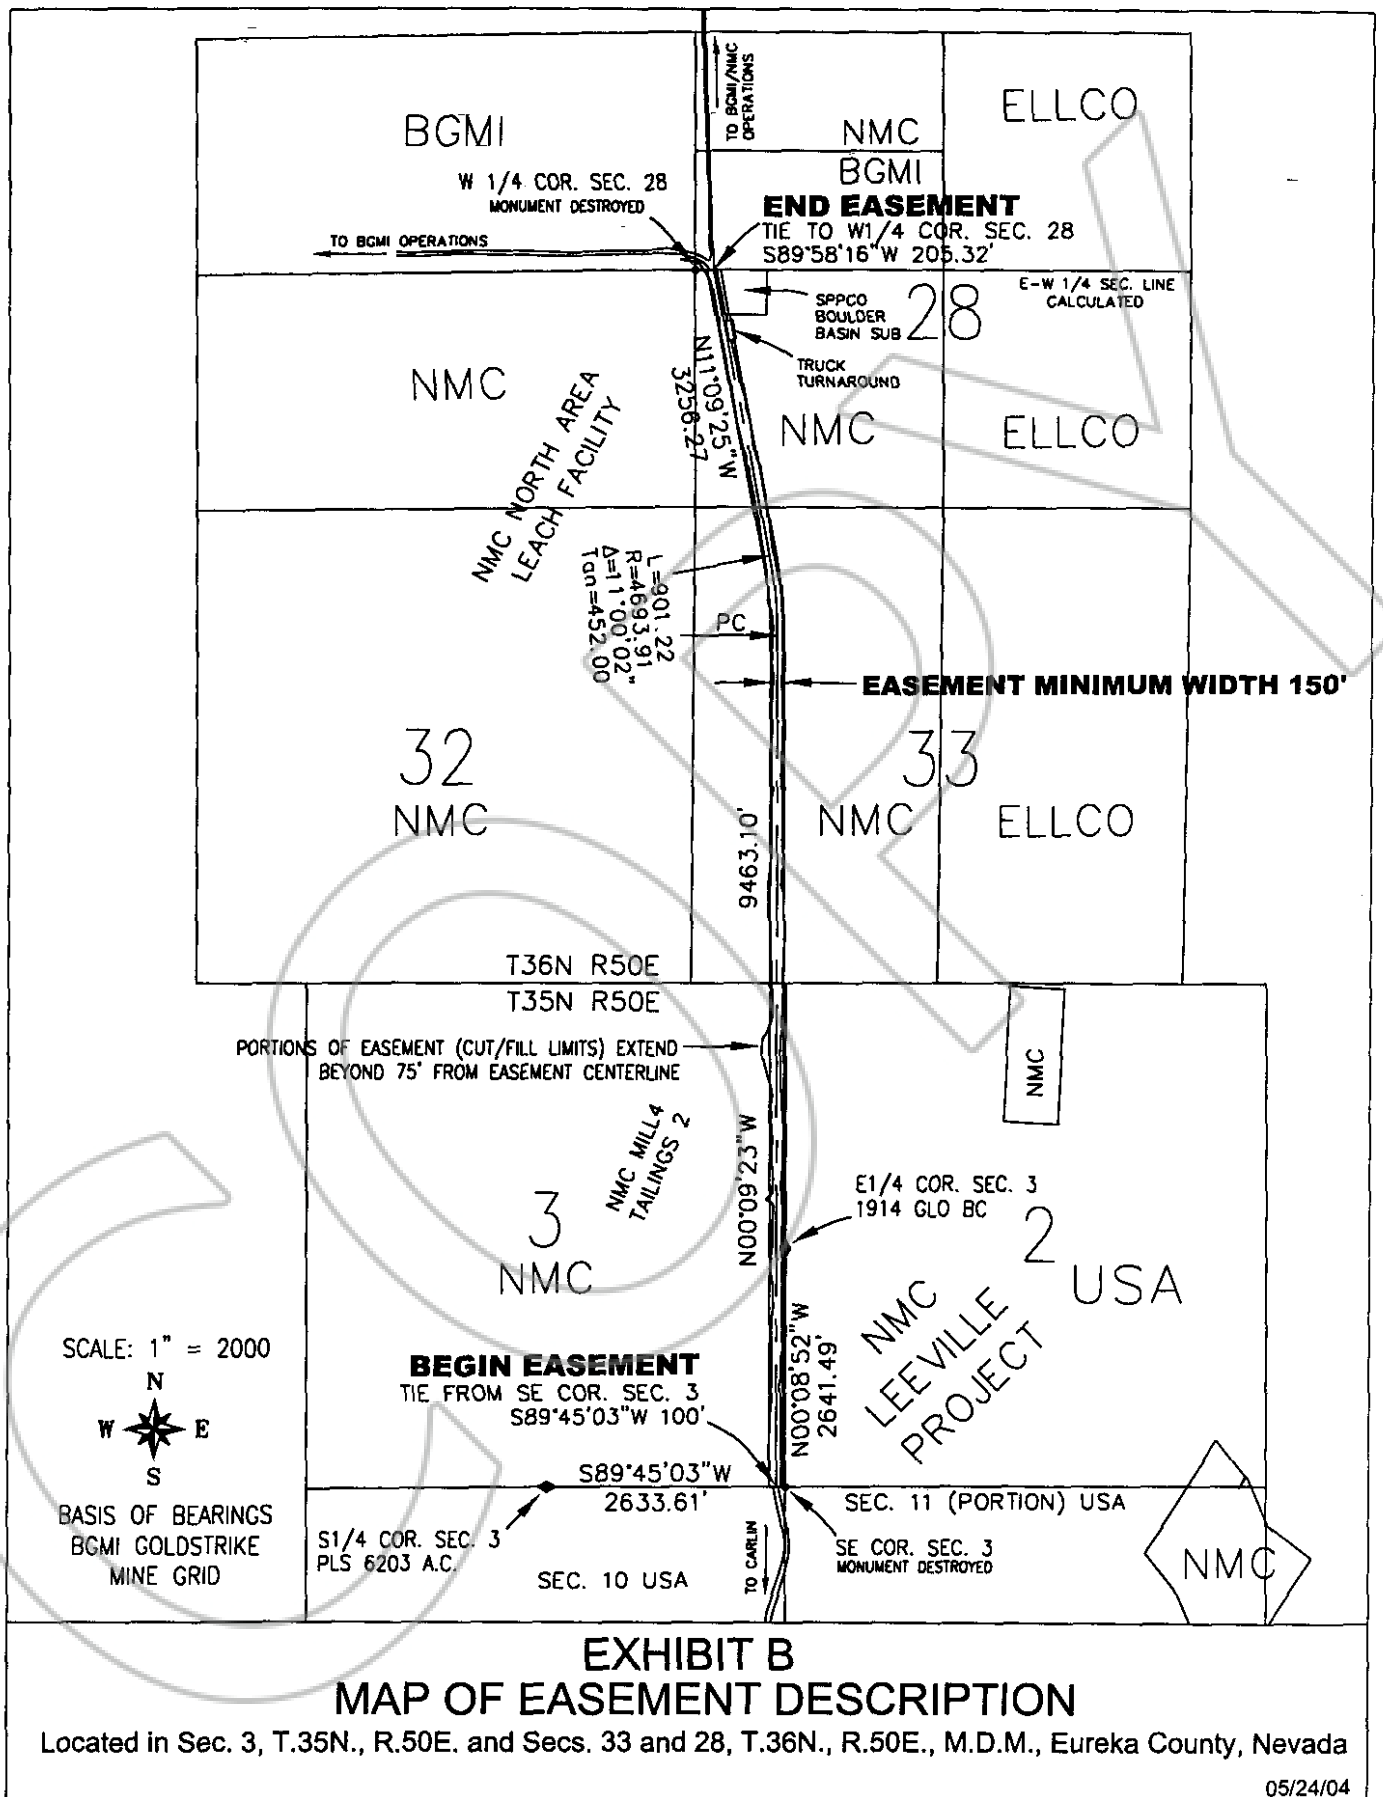 BGMI
TO BGMI/NMC
OPERATIONS
NMC
ELLCO
BGMI
W 1/4 COR. SEC. 28
MONUMENT DESTROYED
END EASEMENT
TIE TO W1/4 COR. SEC. 28
S89°58'16"W 205.32'
TO BGMI OPERATIONS
SPPCO
BOULDER
BASIN SUB
28
E-W 1/4 SEC. LINE
CALCULATED
TRUCK
TURNAROUND
NMC
N11°09'25"W
3256.27
NMC
ELLCO
NMC NORTH AREA
LEACH FACILITY
L=901.22
R=4693.91
Δ=11°00'02"
Tan=452.00
PC
EASEMENT MINIMUM WIDTH 150'
32
NMC
33
NMC
ELLCO
9463.10'
T36N R50E
T35N R50E
PORTIONS OF EASEMENT (CUT/FILL LIMITS) EXTEND
BEYOND 75' FROM EASEMENT CENTERLINE
NMC
NMC MILL4
TAILINGS 2
N00°09'23"W
E1/4 COR. SEC. 3
1914 GLO BC
3
NMC
2
USA
NMC
LEEVILLE
PROJECT
N00°08'52"W
2641.49'
SCALE: 1" = 2000
N
W E
S
BASIS OF BEARINGS
BGMI GOLDSTRIKE
MINE GRID
BEGIN EASEMENT
TIE FROM SE COR. SEC. 3
S89°45'03"W 100'
S89°45'03"W
2633.61'
S1/4 COR. SEC. 3
PLS 6203 A.C.
SEC. 10 USA
TO CARLIN
SEC. 11 (PORTION) USA
SE COR. SEC. 3
MONUMENT DESTROYED
NMC
COPY
EXHIBIT B
MAP OF EASEMENT DESCRIPTION
Located in Sec. 3, T.35N., R.50E. and Secs. 33 and 28, T.36N., R.50E., M.D.M., Eureka County, Nevada
05/24/04